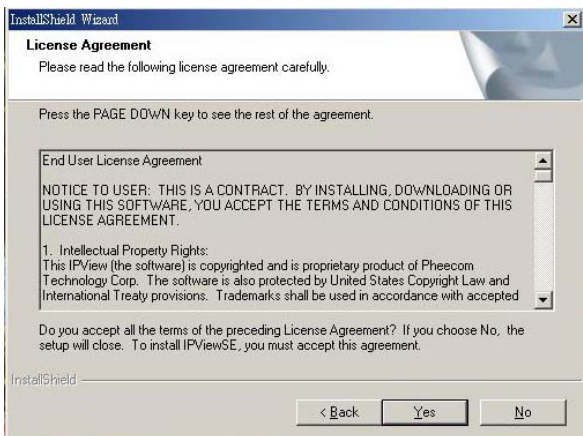 InstallShield Wizard
License Agreement
Please read the following license agreement carefully.
Press the PAGE DOWN key to see the rest of the agreement.
End User License Agreement
NOTICE TO USER: THIS IS A CONTRACT. BY INSTALLING, DOWNLOADING OR
USING THIS SOFTWARE, YOU ACCEPT THE TERMS AND CONDITIONS OF THIS
LICENSE AGREEMENT.
1. Intellectual Property Rights:
This IPView (the software) is copyrighted and is proprietary product of Pheecom
Technology Corp. The software is also protected by United States Copyright Law and
International Treaty provisions. Trademarks shall be used in accordance with accepted
Do you accept all the terms of the preceding License Agreement? If you choose No, the
setup will close. To install IPViewSE, you must accept this agreement.
InstallShield
< Back Yes No